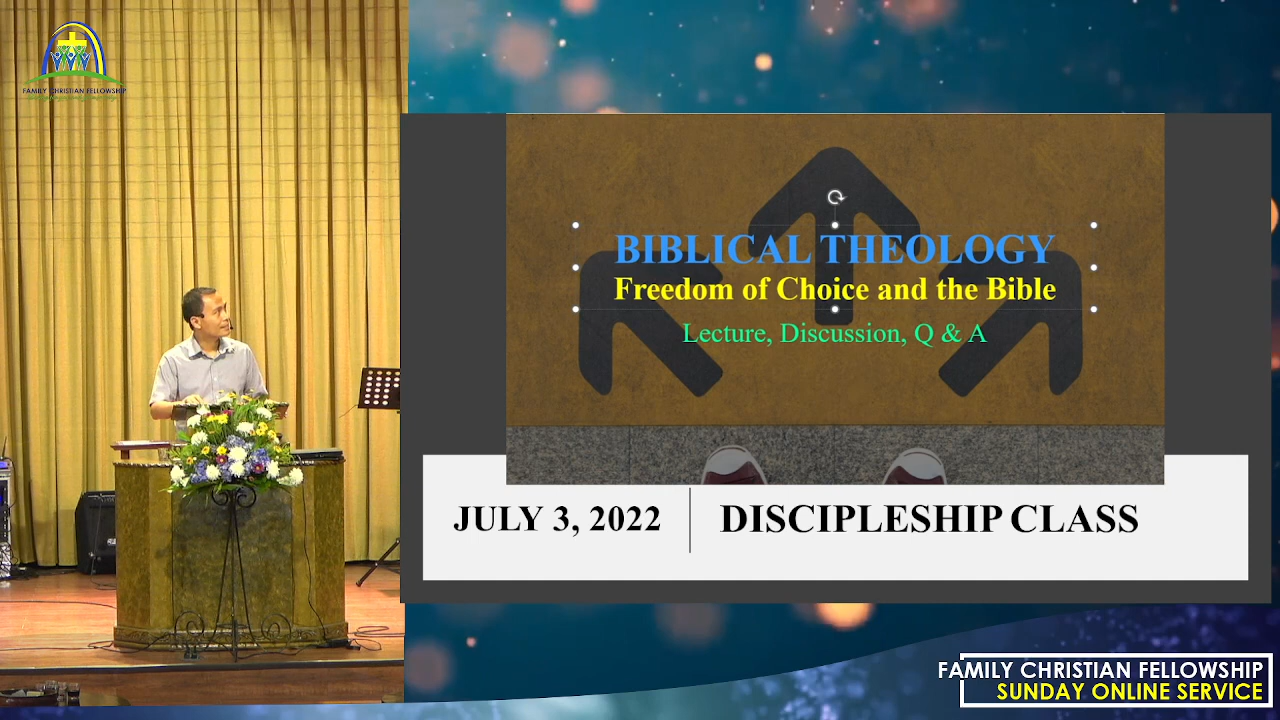 FAMILY CHRISTIAN FELLOWSHIP
BIBLICAL THEOLOGY
Freedom of Choice and the Bible
Lecture, Discussion, Q & A
JULY 3, 2022
DISCIPLESHIP CLASS
FAMILY CHRISTIAN FELLOWSHIP
SUNDAY ONLINE SERVICE